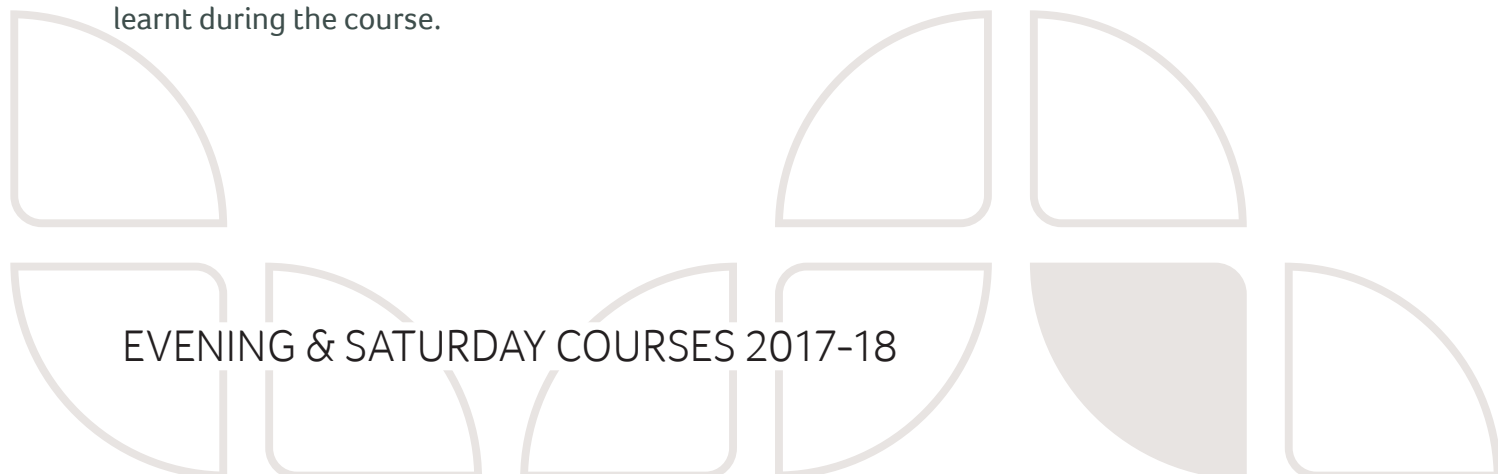 learnt during the course.
EVENING & SATURDAY COURSES 2017-18